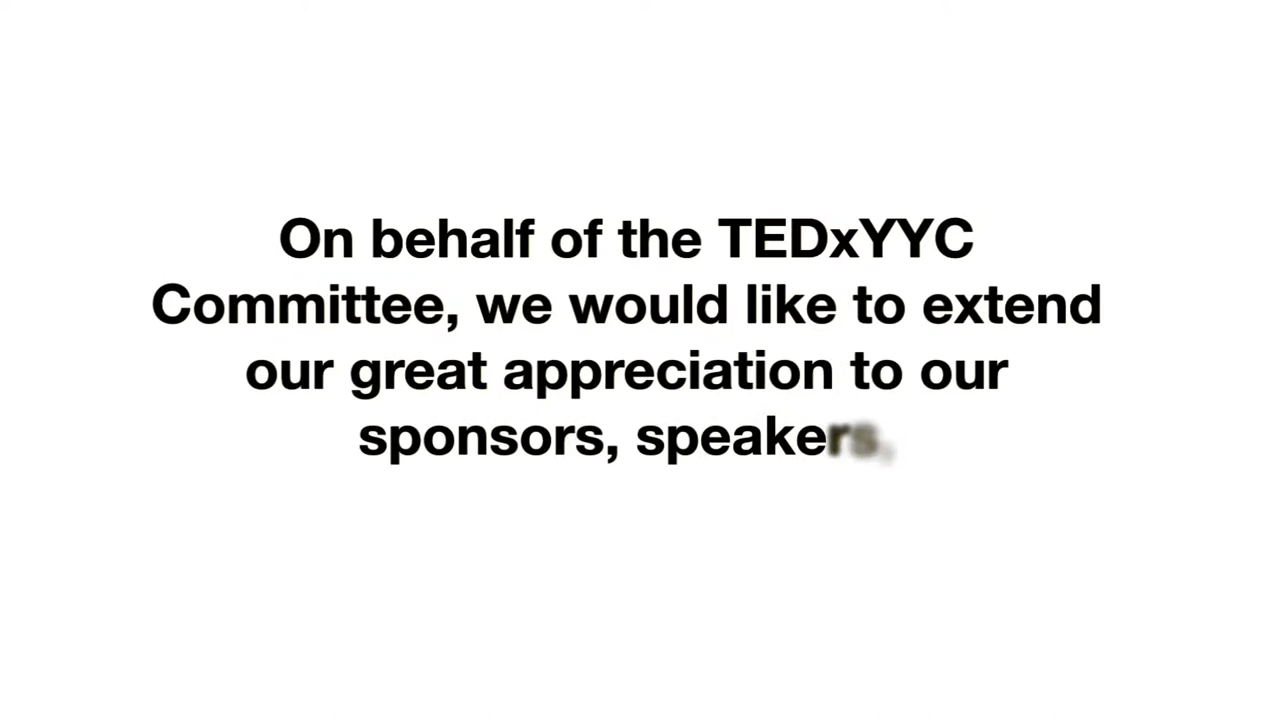 On behalf of the TEDxYYC
Committee, we would like to extend
our great appreciation to our
sponsors, speakers,